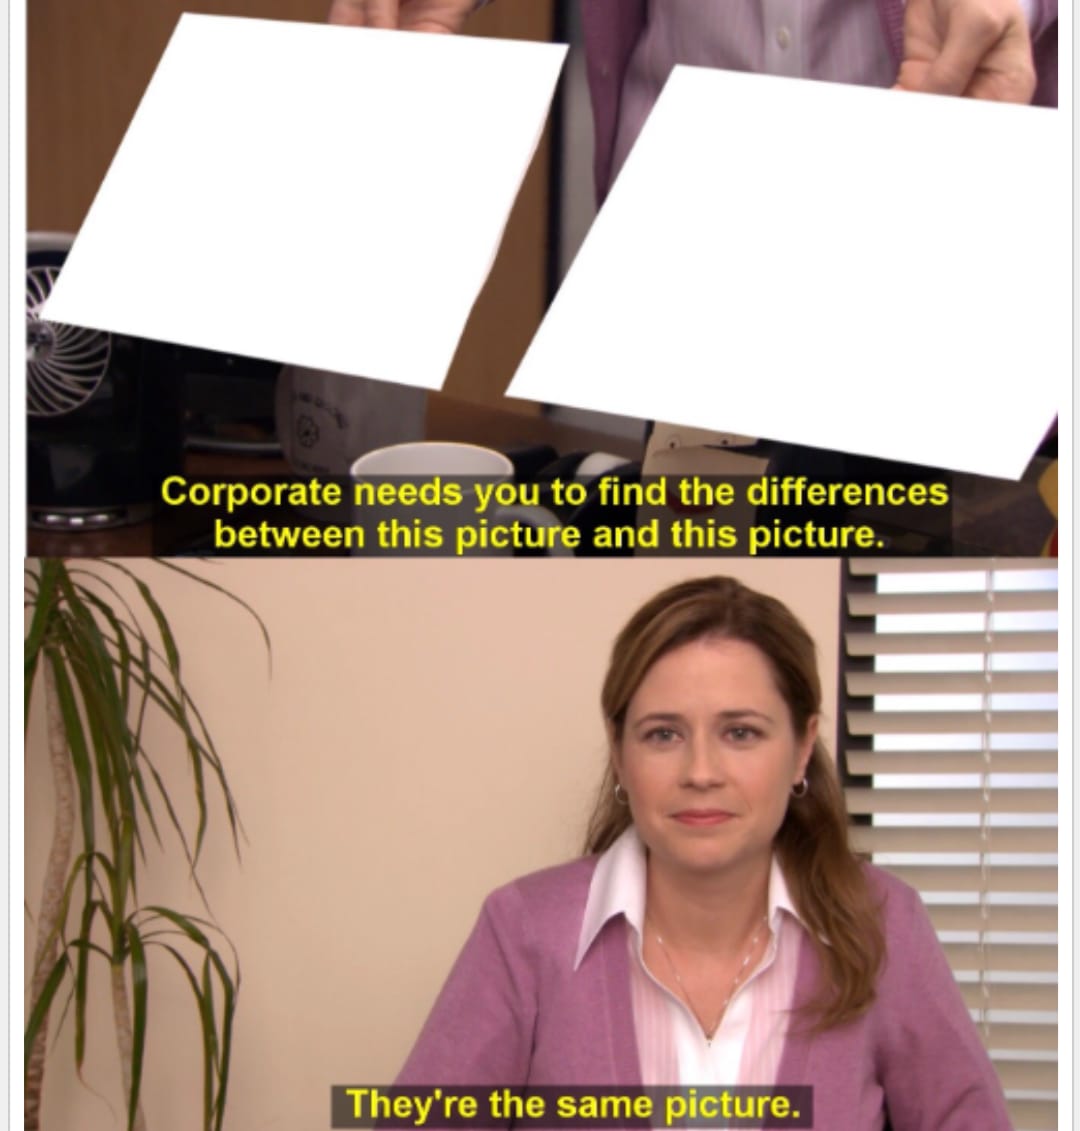 Corporate needs you to find the differences
between this picture and this picture.
They're the same picture.